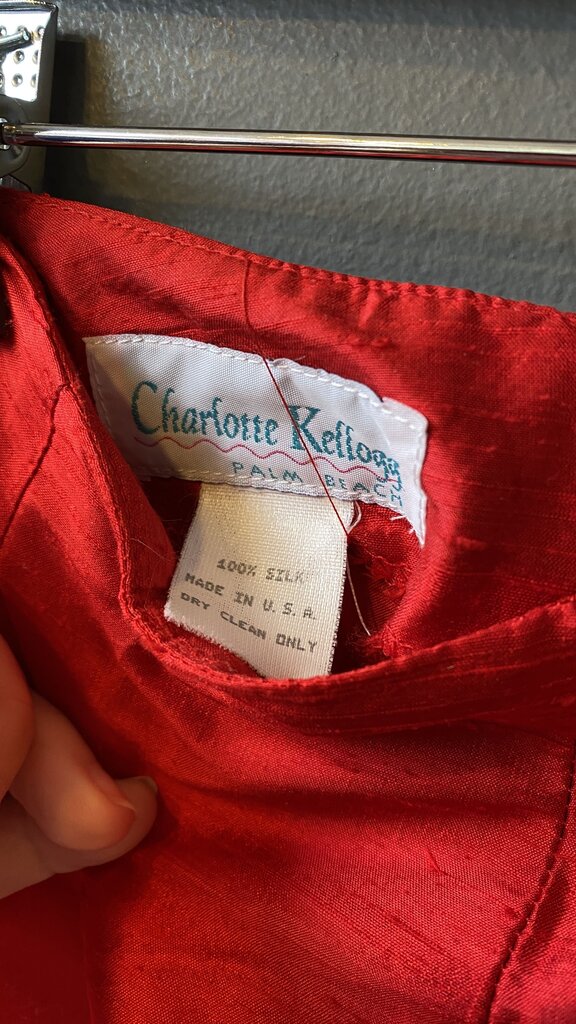 Charlotte Kellogg
PALM BEACH
100% SILK
MADE IN U.S.A.
DRY CLEAN ONLY